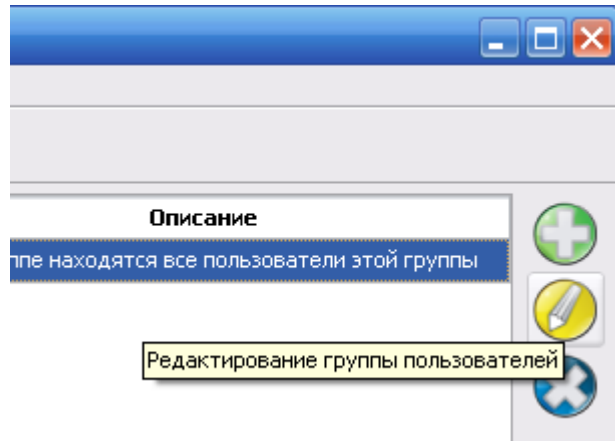 Описание
ппе находятся все пользователи этой группы
Редактирование группы пользователей